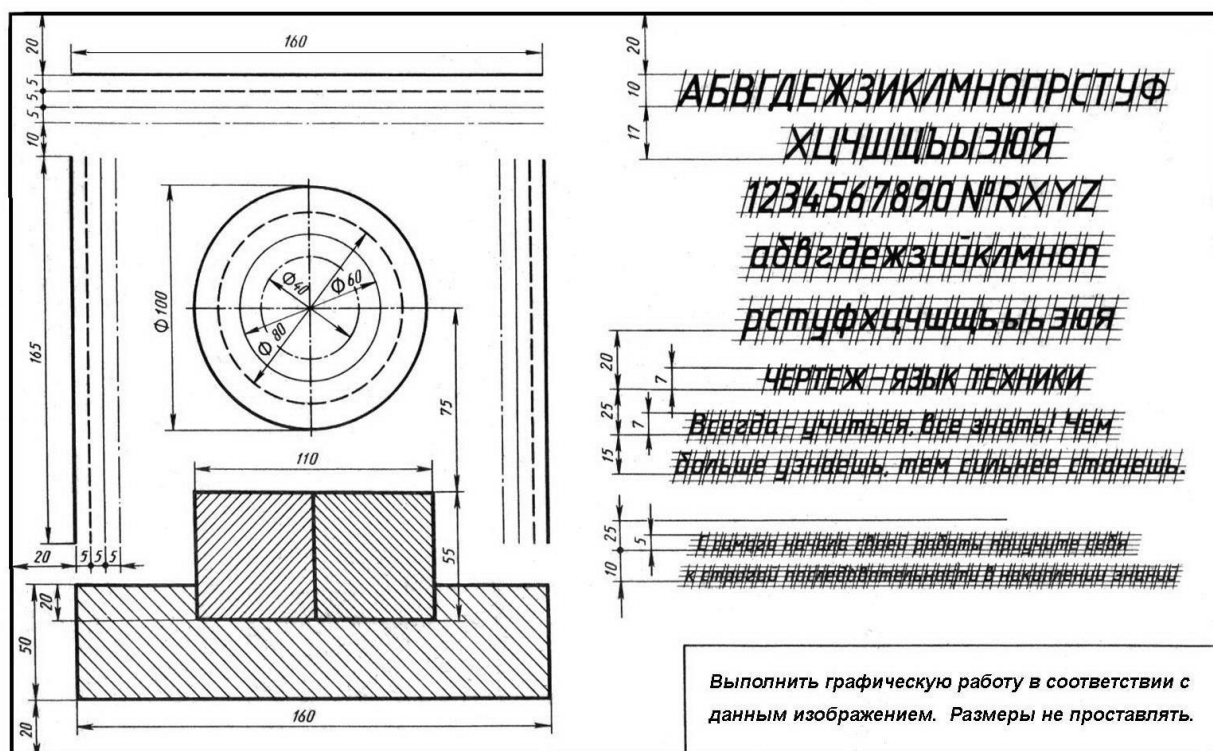 20
160
5
5
5
10
165
Ф100
Ф40
Ф60
Ф80
75
110
55
20
5
5
5
20
50
20
160
20
10
17
АБВГДЕЖЗИКЛМНОПРСТУФ
ХЦЧШЩЪЫЭЮЯ
1234567890 №RXYZ
абвгдежзийклмноп
рстуфхцчшщъыьэюя
20
7
25
7
15
ЧЕРТЕЖ – ЯЗЫК ТЕХНИКИ
Всегда – учиться, все знать! Чем
больше узнаешь, тем сильнее станешь.
25
5
10
С самого начала своей работы приучите себя
к строгой последовательности в накоплении знаний
Выполнить графическую работу в соответствии с
данным изображением. Размеры не проставлять.